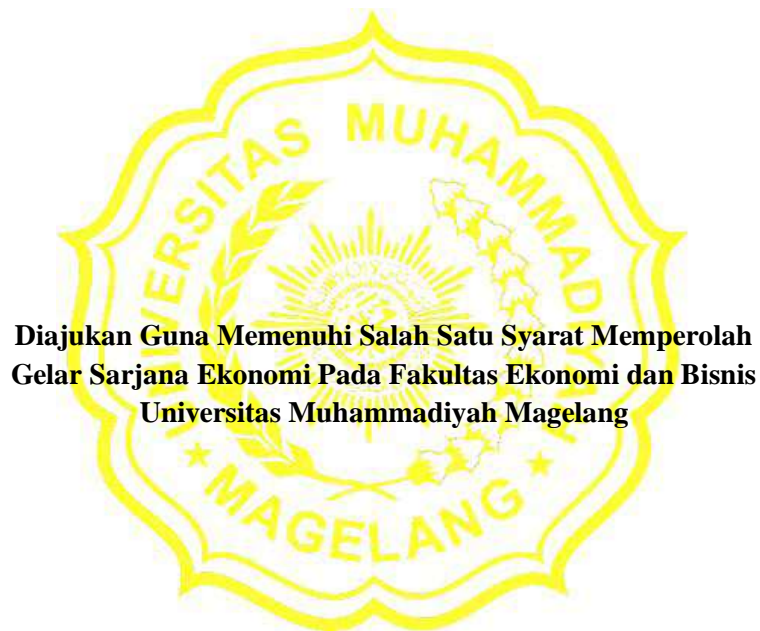 UNIVERSITAS MUHAMMADIYAH
Diajukan Guna Memenuhi Salah Satu Syarat Memperolah
Gelar Sarjana Ekonomi Pada Fakultas Ekonomi dan Bisnis
Universitas Muhammadiyah Magelang
MAGELANG